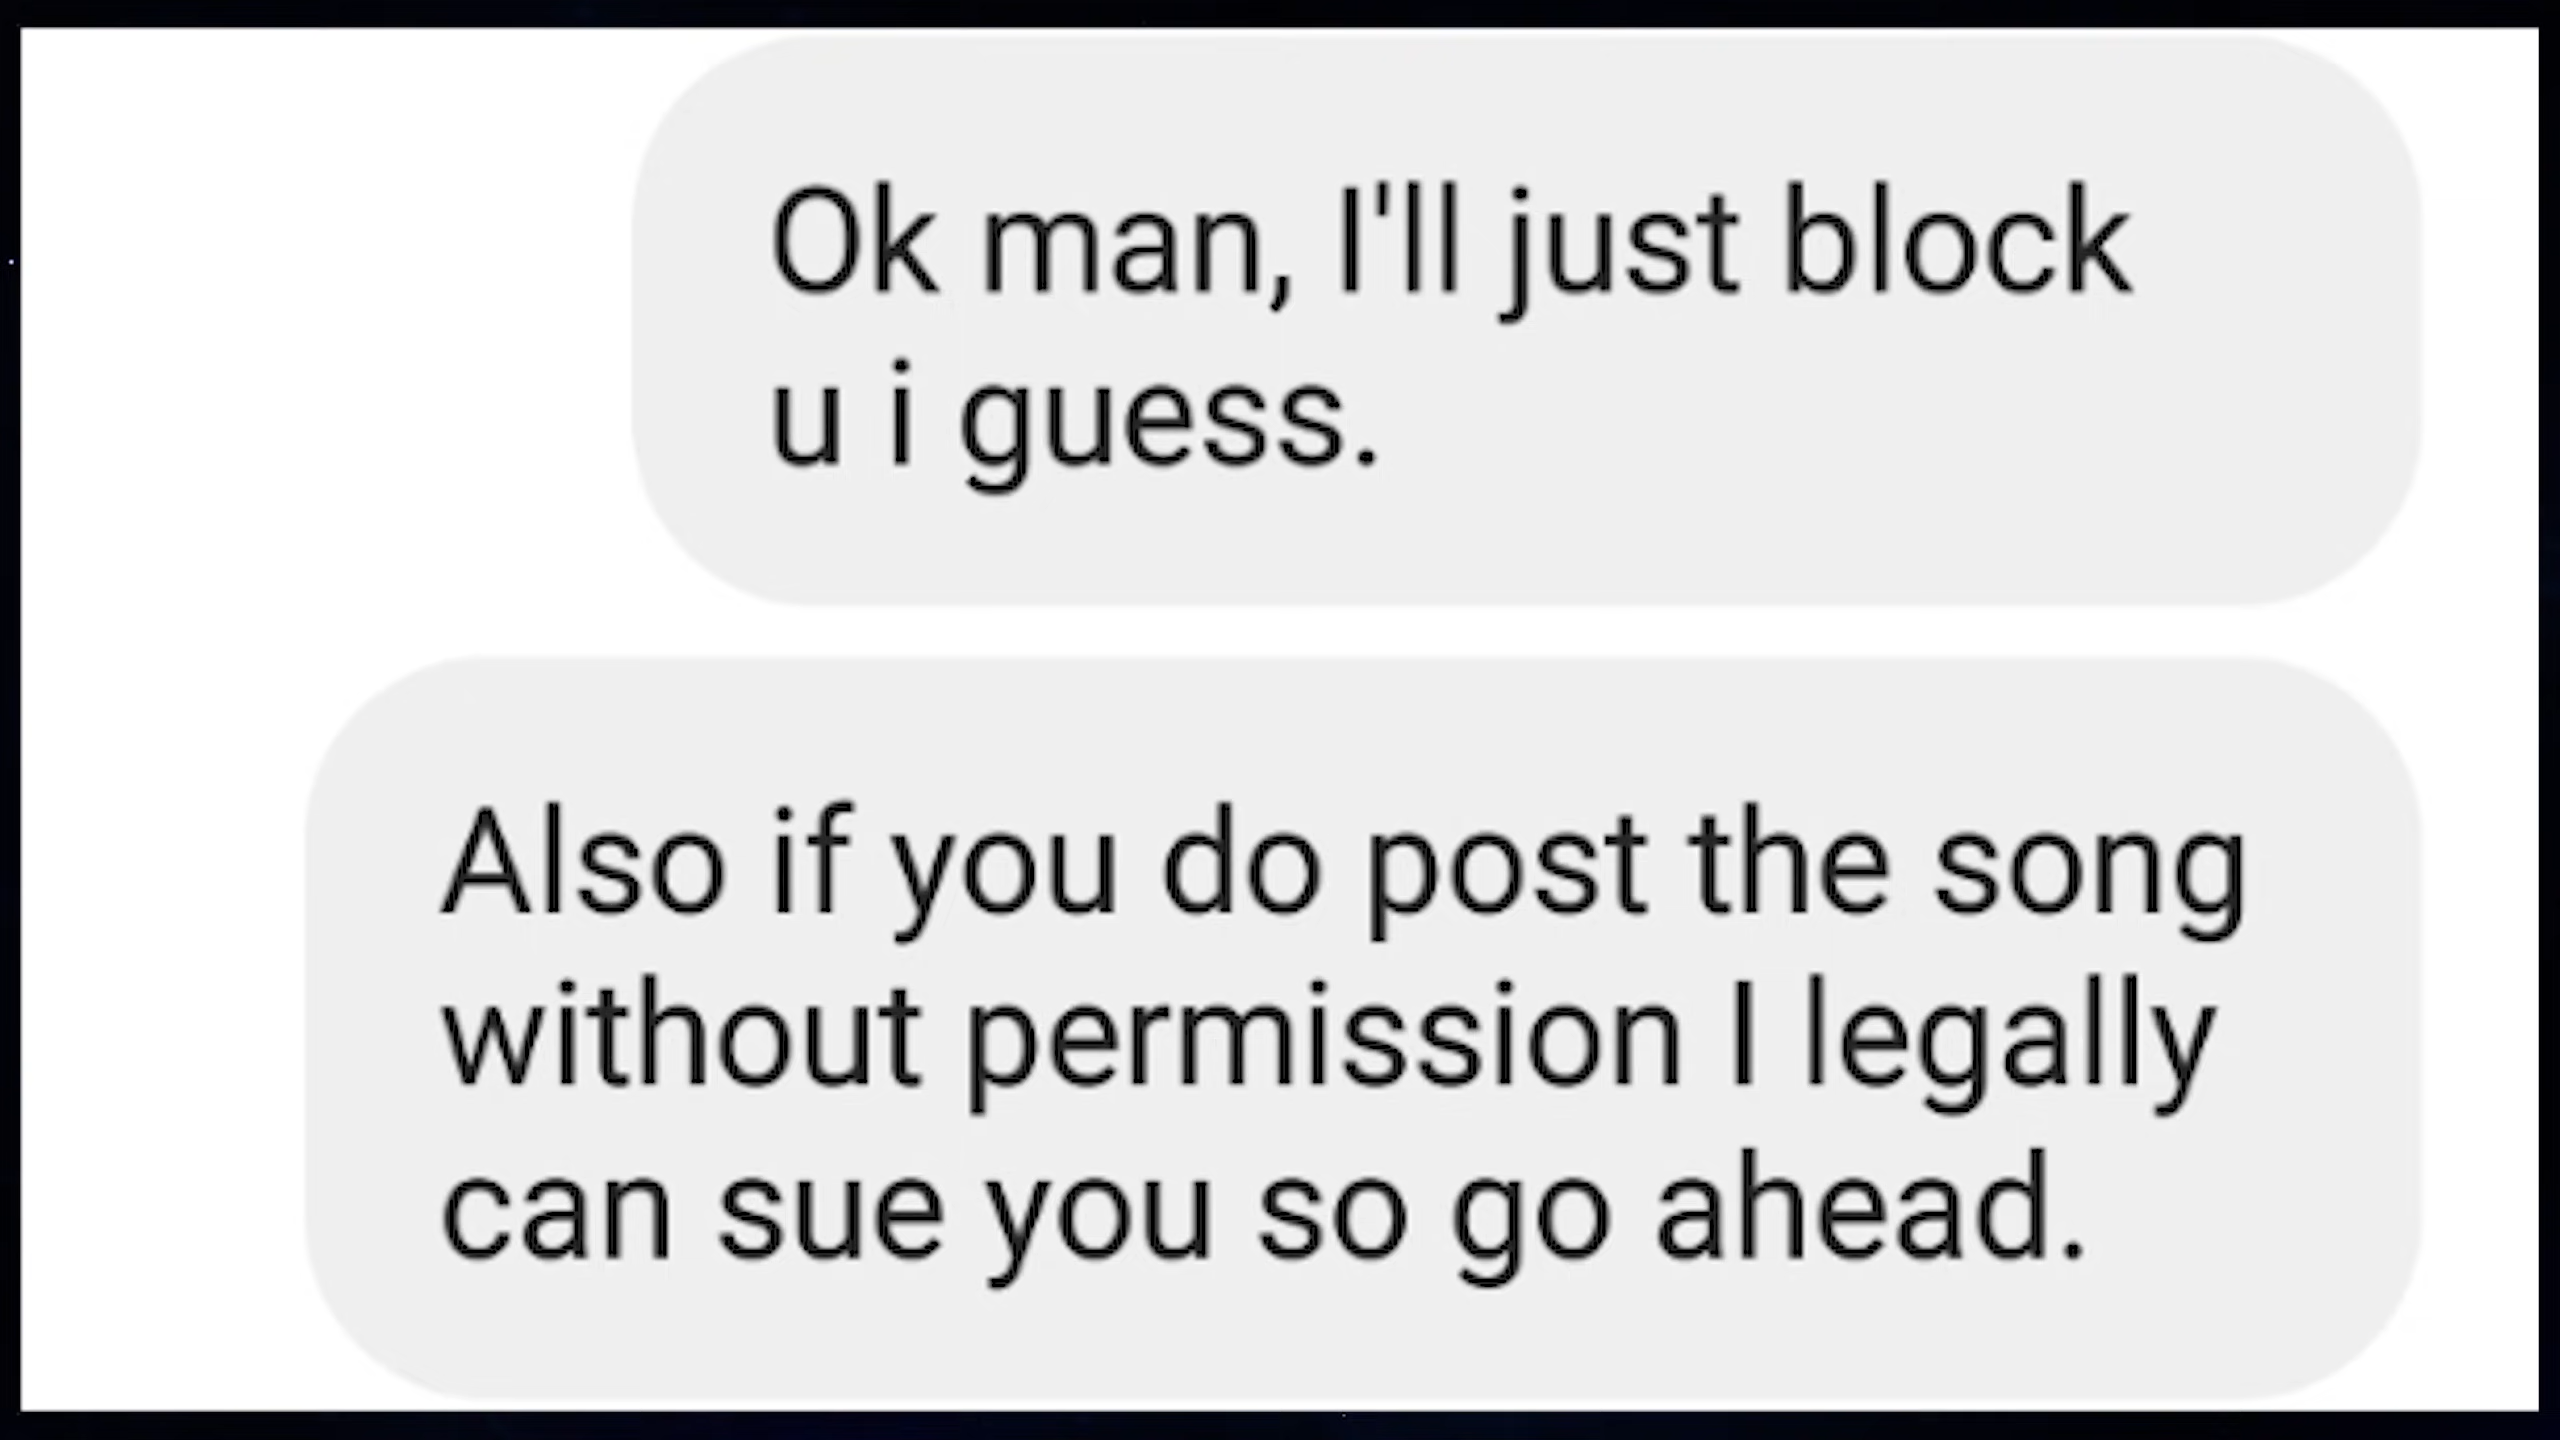 Ok man, I'll just block
u i guess.
Also if you do post the song
without permission I legally
can sue you so go ahead.